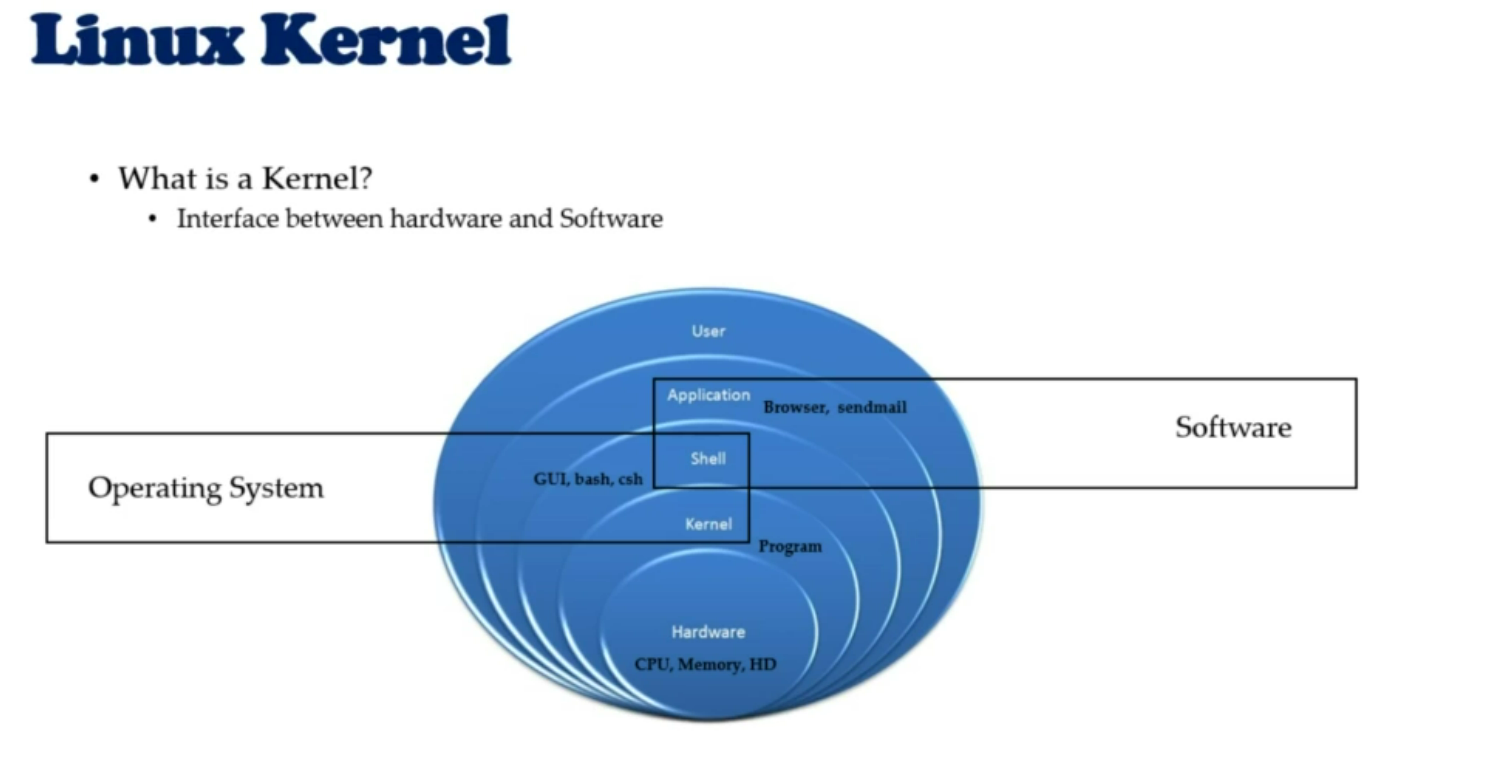 Linux Kernel
• What is a Kernel?
• Interface between hardware and Software
User
Application
Browser, sendmail
Software
Shell
GUI, bash, csh
Operating System
Kernel
Program
Hardware
CPU, Memory, HD